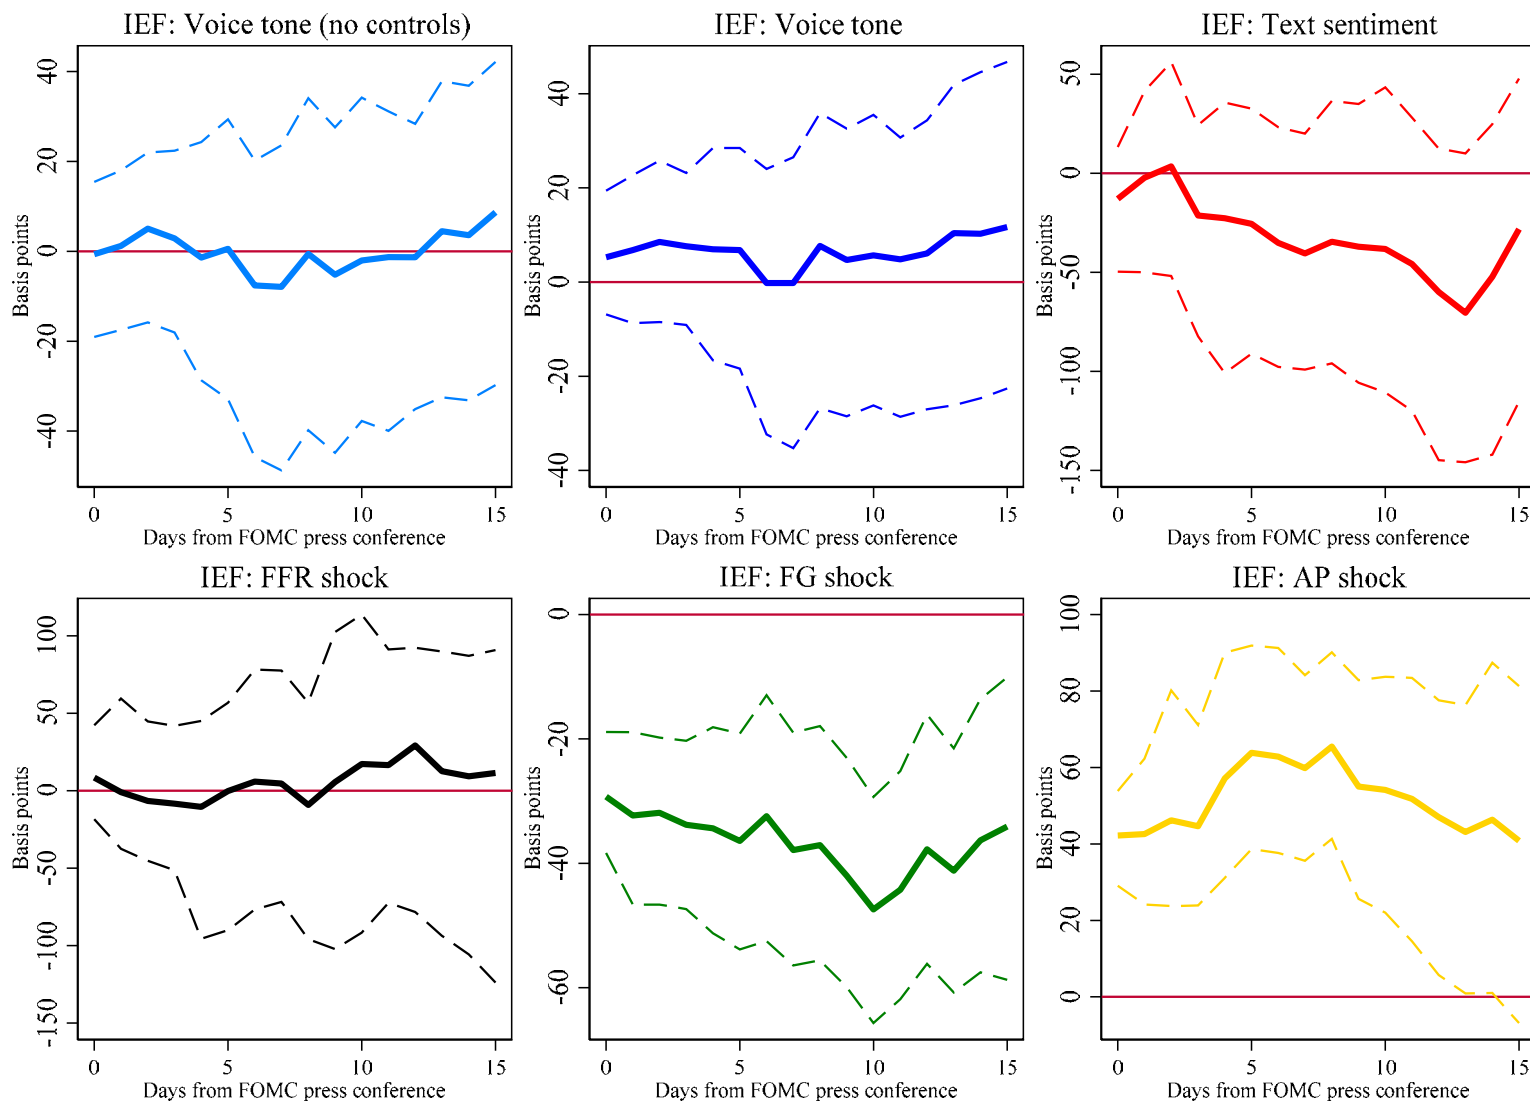 IEF: Voice tone (no controls)
Basis points
40
20
0
-20
-40
0 5 10 15
Days from FOMC press conference
IEF: Voice tone
Basis points
40
20
0
-20
-40
0 5 10 15
Days from FOMC press conference
IEF: Text sentiment
Basis points
50
0
-50
-100
-150
0 5 10 15
Days from FOMC press conference
IEF: FFR shock
Basis points
100
50
0
-50
-100
-150
0 5 10 15
Days from FOMC press conference
IEF: FG shock
Basis points
0
-20
-40
-60
0 5 10 15
Days from FOMC press conference
IEF: AP shock
Basis points
100
80
60
40
20
0
0 5 10 15
Days from FOMC press conference